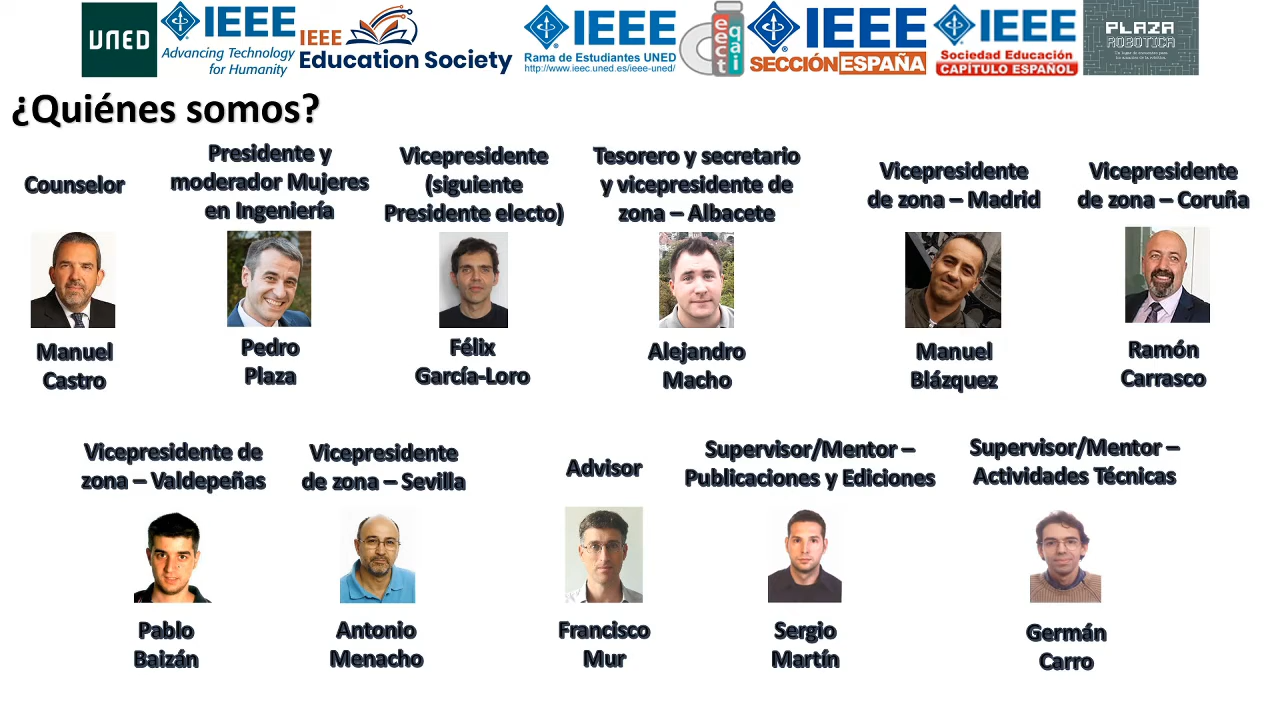 UNED
IEEE
Advancing Technology
for Humanity
IEEE
Education Society
IEEE
Rama de Estudiantes UNED
http://www.ieec.uned.es/ieee-uned/
IEEE
SECCIÓN ESPAÑA
IEEE
Sociedad Educación
CAPÍTULO ESPAÑOL
PLAZA
ROBOTICA
¿Quiénes somos?
Counselor
Presidente y
moderador Mujeres
en Ingeniería
Vicepresidente
(siguiente
Presidente electo)
Tesorero y secretario
y vicepresidente de
zona – Albacete
Vicepresidente
de zona – Madrid
Vicepresidente
de zona – Coruña
Manuel
Castro
Pedro
Plaza
Félix
García-Loro
Alejandro
Macho
Manuel
Blázquez
Ramón
Carrasco
Vicepresidente de
zona – Valdepeñas
Vicepresidente
de zona – Sevilla
Advisor
Supervisor/Mentor –
Publicaciones y Ediciones
Supervisor/Mentor –
Actividades Técnicas
Pablo
Baizán
Antonio
Menacho
Francisco
Mur
Sergio
Martín
Germán
Carro